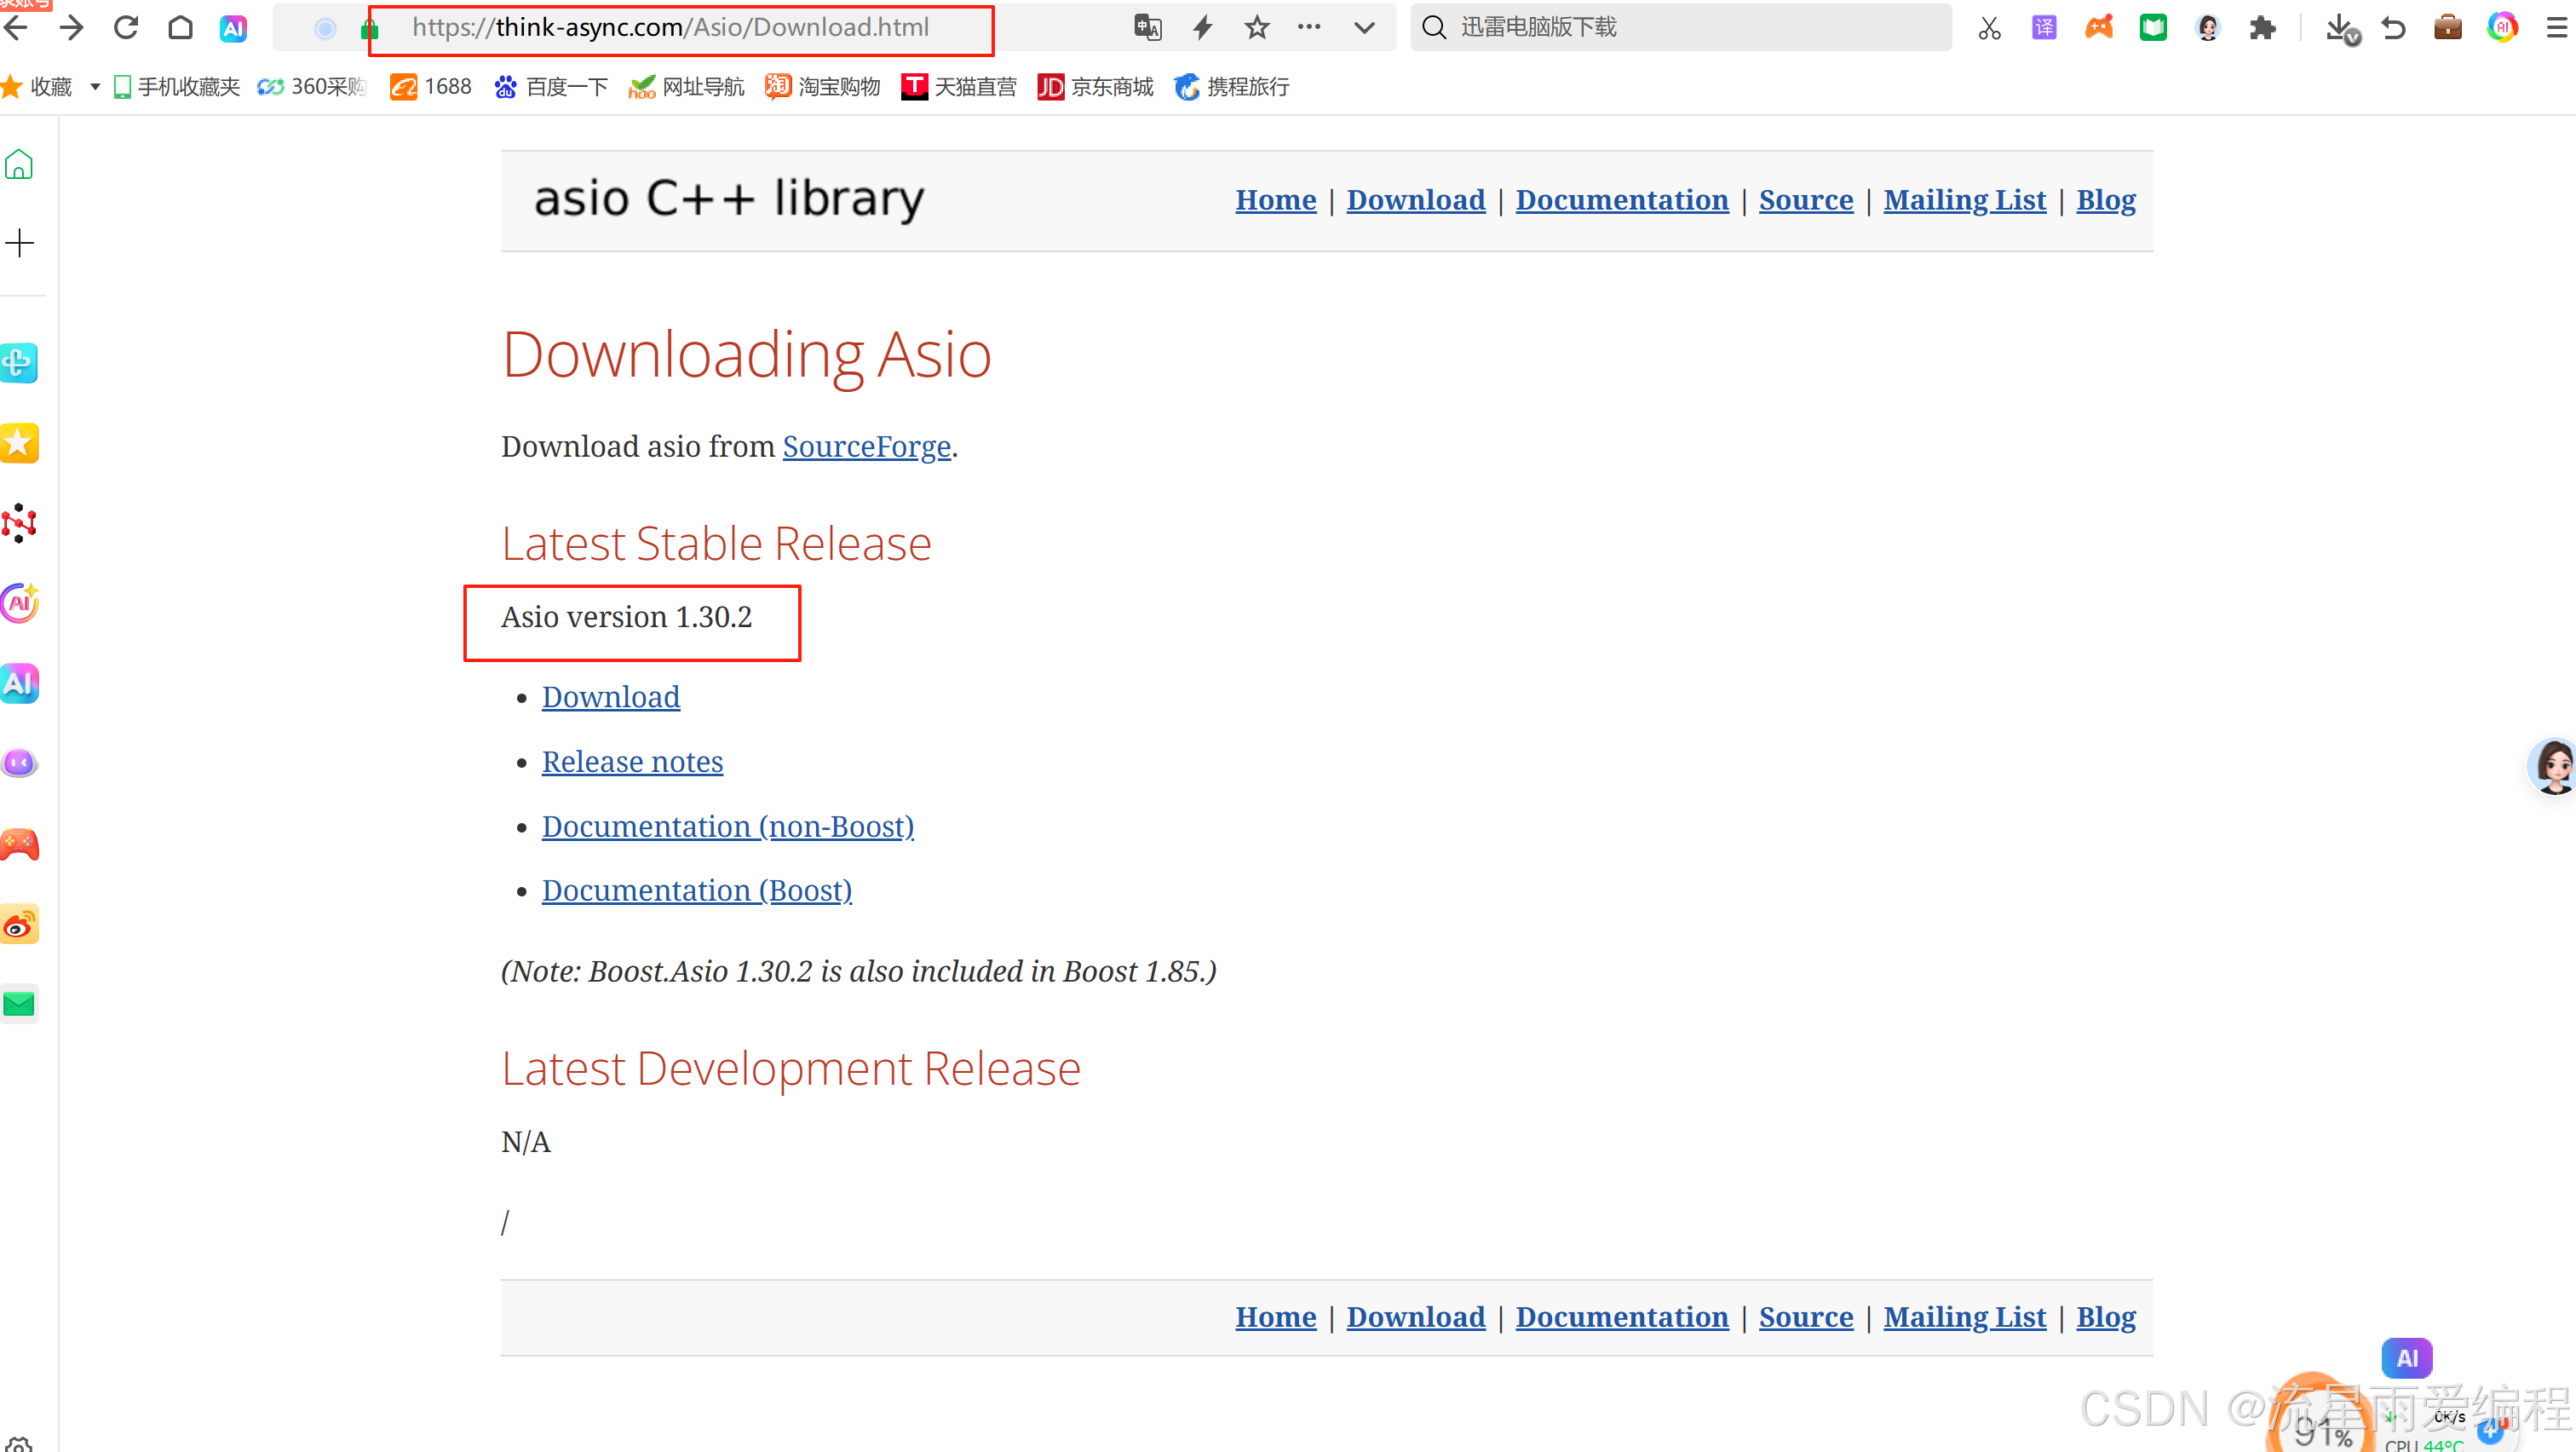 录账号
AI https://think-async.com/Asio/Download.html 迅雷电脑版下载 译
收藏 手机收藏夹 360采购 1688 百度一下 网址导航 淘宝购物 天猫直营 京东商城 携程旅行
asio C++ library Home | Download | Documentation | Source | Mailing List | Blog
Downloading Asio
Download asio from SourceForge.
Latest Stable Release
Asio version 1.30.2
Download
Release notes
Documentation (non-Boost)
Documentation (Boost)
(Note: Boost.Asio 1.30.2 is also included in Boost 1.85.)
Latest Development Release
N/A
/
Home | Download | Documentation | Source | Mailing List | Blog
AI
CSDN @流星雨爱编程
91% 0K/s
CPU 44°C